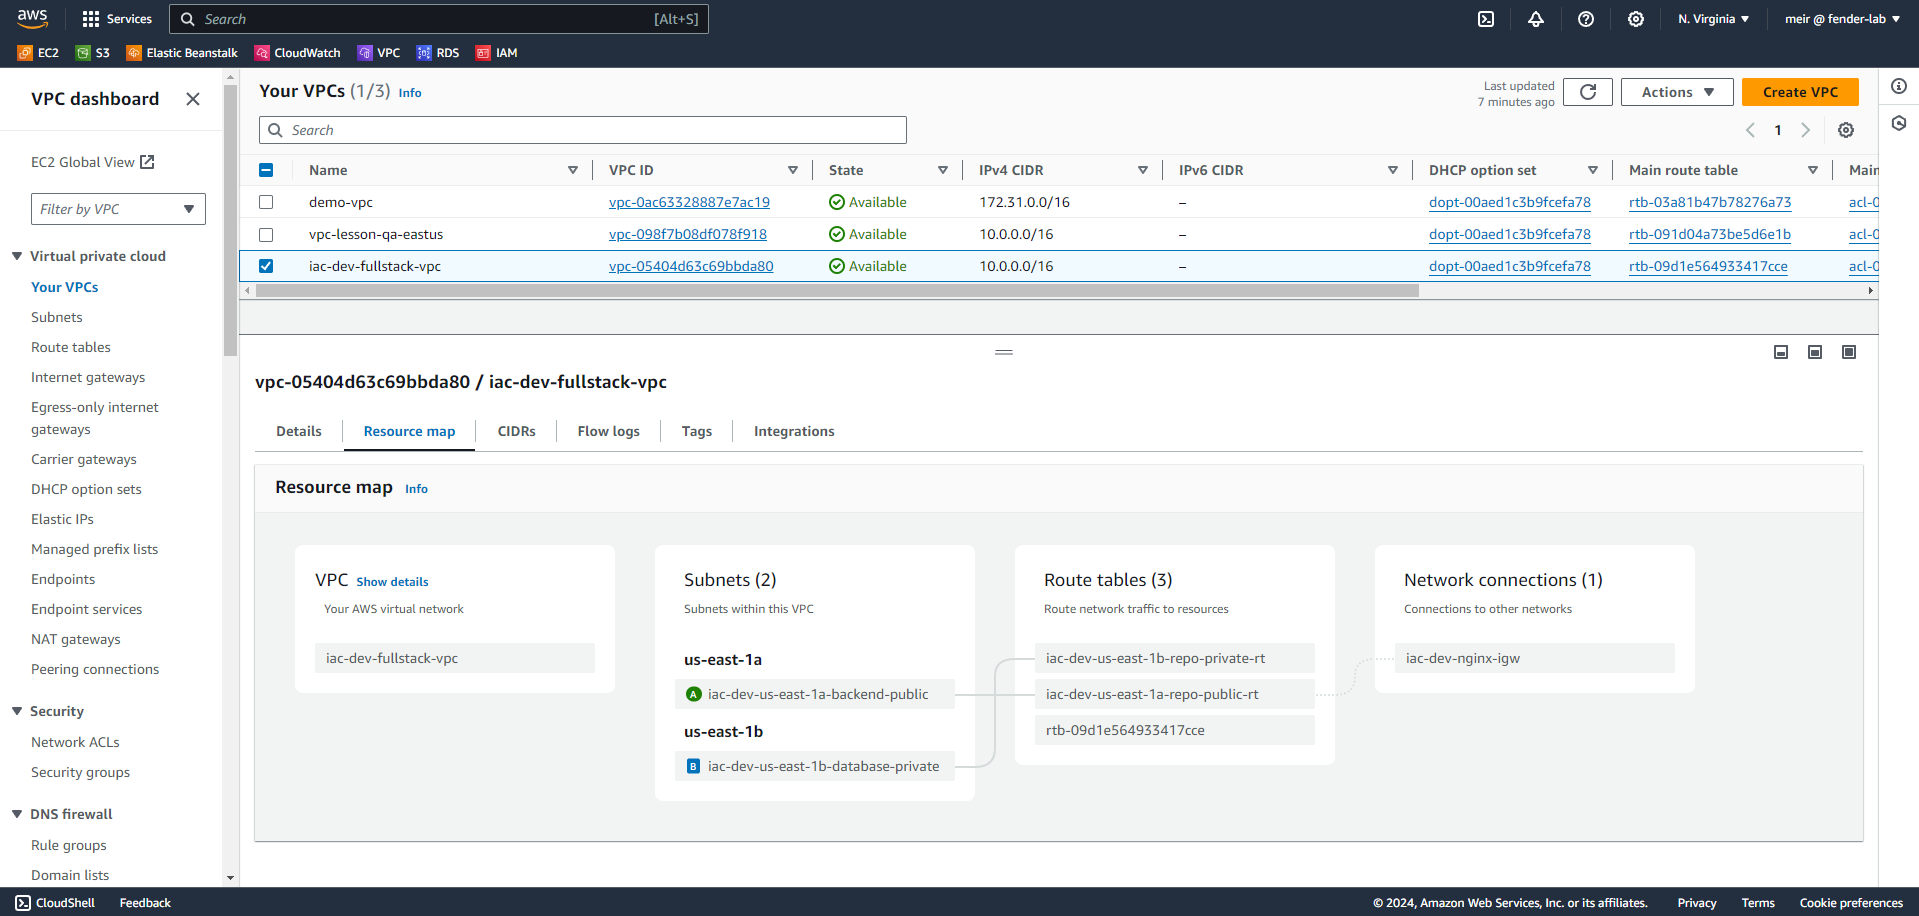 aws Services Search [Alt+S] N. Virginia meir @ fender-lab
EC2 S3 Elastic Beanstalk CloudWatch VPC RDS IAM
VPC dashboard
EC2 Global View
Filter by VPC
Virtual private cloud
Your VPCs
Subnets
Route tables
Internet gateways
Egress-only internet
gateways
Carrier gateways
DHCP option sets
Elastic IPs
Managed prefix lists
Endpoints
Endpoint services
NAT gateways
Peering connections
Security
Network ACLs
Security groups
DNS firewall
Rule groups
Domain lists
Your VPCs (1/3) Info
Last updated
7 minutes ago
Actions
Create VPC
Search
1
Name VPC ID State IPv4 CIDR IPv6 CIDR DHCP option set Main route table Main
demo-vpc vpc-0ac63328887e7ac19 Available 172.31.0.0/16 – dopt-00aed1c3b9fcefa78 rtb-03a81b47b78276a73 acl-0
vpc-lesson-qa-eastus vpc-098f7b08df078f918 Available 10.0.0.0/16 – dopt-00aed1c3b9fcefa78 rtb-091d04a73be5d6e1b acl-0
iac-dev-fullstack-vpc vpc-05404d63c69bbda80 Available 10.0.0.0/16 – dopt-00aed1c3b9fcefa78 rtb-09d1e564933417cce acl-0
vpc-05404d63c69bbda80 / iac-dev-fullstack-vpc
Details Resource map CIDRs Flow logs Tags Integrations
Resource map Info
VPC Show details
Your AWS virtual network
iac-dev-fullstack-vpc
Subnets (2)
Subnets within this VPC
us-east-1a
A iac-dev-us-east-1a-backend-public
us-east-1b
B iac-dev-us-east-1b-database-private
Route tables (3)
Route network traffic to resources
iac-dev-us-east-1b-repo-private-rt
iac-dev-us-east-1a-repo-public-rt
rtb-09d1e564933417cce
Network connections (1)
Connections to other networks
iac-dev-nginx-igw
CloudShell Feedback © 2024, Amazon Web Services, Inc. or its affiliates. Privacy Terms Cookie preferences